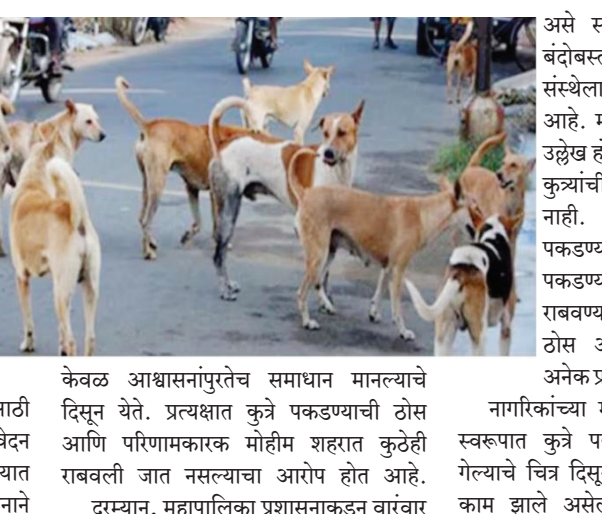 ाठी
वेदन
यात
नाने
केवळ आश्वासनांपुरतेच समाधान मानल्याचे
दिसून येते. प्रत्यक्षात कुत्रे पकडण्याची ठोस
आणि परिणामकारक मोहीम शहरात कुठेही
राबवली जात नसल्याचा आरोप होत आहे.
दरम्यान, महापालिका प्रशासनाकडून वारंवार
असे स
बंदोबस्त
संस्थेला
आहे. म
उल्लेख हो
कुत्र्यांची
नाही.
पकडण्य
पकडण्य
राबवण्य
ठोस अ
अनेक प्र
नागरिकांच्या म
स्वरूपात कुत्रे प
गेल्याचे चित्र दिसू
काम झाले असेल